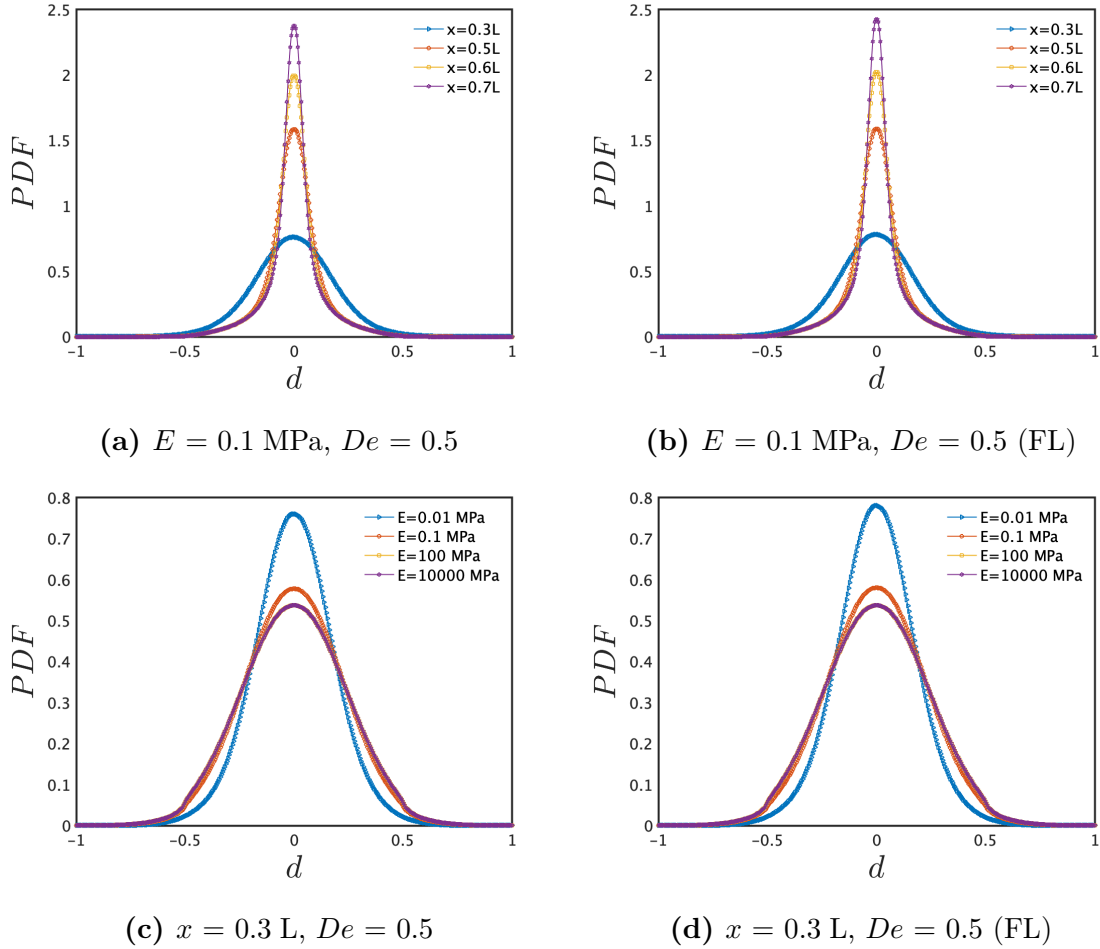 2.5
2
1.5
1
0.5
0
−1
−0.5
0
0.5
1
PDF
d
x=0.3L
x=0.5L
x=0.6L
x=0.7L
(a) E = 0.1 MPa, De = 0.5
2.5
2
1.5
1
0.5
0
−1
−0.5
0
0.5
1
PDF
d
x=0.3L
x=0.5L
x=0.6L
x=0.7L
(b) E = 0.1 MPa, De = 0.5 (FL)
0.8
0.7
0.6
0.5
0.4
0.3
0.2
0.1
0
−1
−0.5
0
0.5
1
PDF
d
E=0.01 MPa
E=0.1 MPa
E=100 MPa
E=10000 MPa
(c) x = 0.3 L, De = 0.5
0.8
0.7
0.6
0.5
0.4
0.3
0.2
0.1
0
−1
−0.5
0
0.5
1
PDF
d
E=0.01 MPa
E=0.1 MPa
E=100 MPa
E=10000 MPa
(d) x = 0.3 L, De = 0.5 (FL)